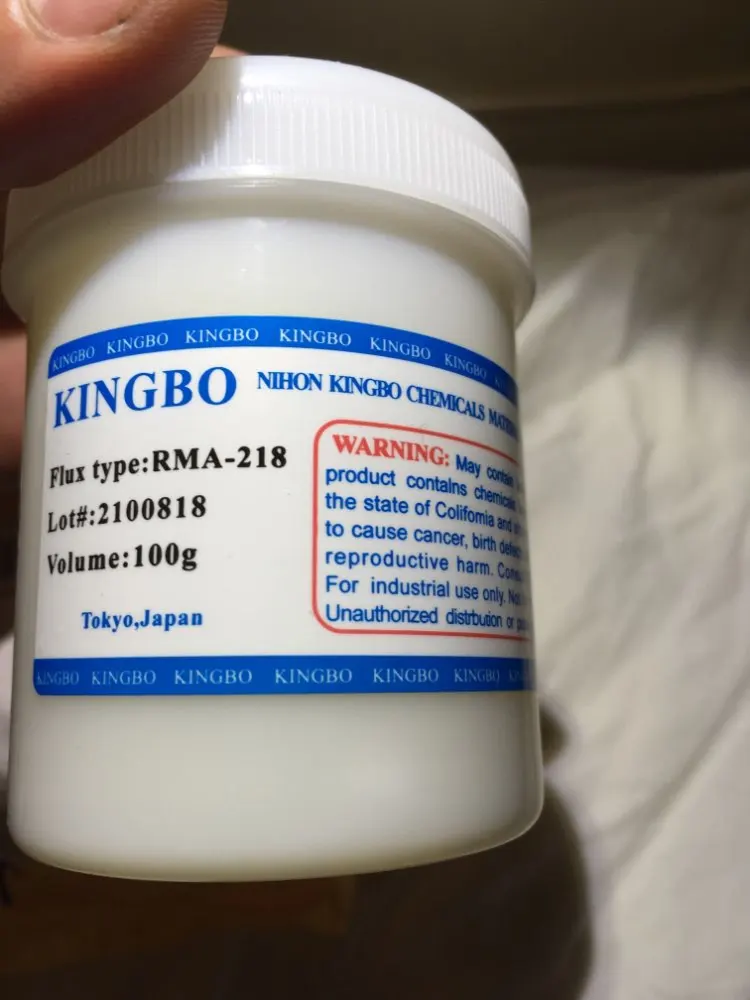 KINGBO KINGBO KINGBO KINGBO KINGBO KINGBO
KINGBO NIHON KINGBO CHEMICALS
Flux type:RMA-218
Lot#:2100818
Volume:100g
Tokyo,Japan
WARNING: May
product contalns
the state of Colifomia and
to cause cancer, birth
reproductive harm.
For industrial use only.
Unauthorized distrbution or
KINGBO KINGBO KINGBO KINGBO KINGBO KINGBO